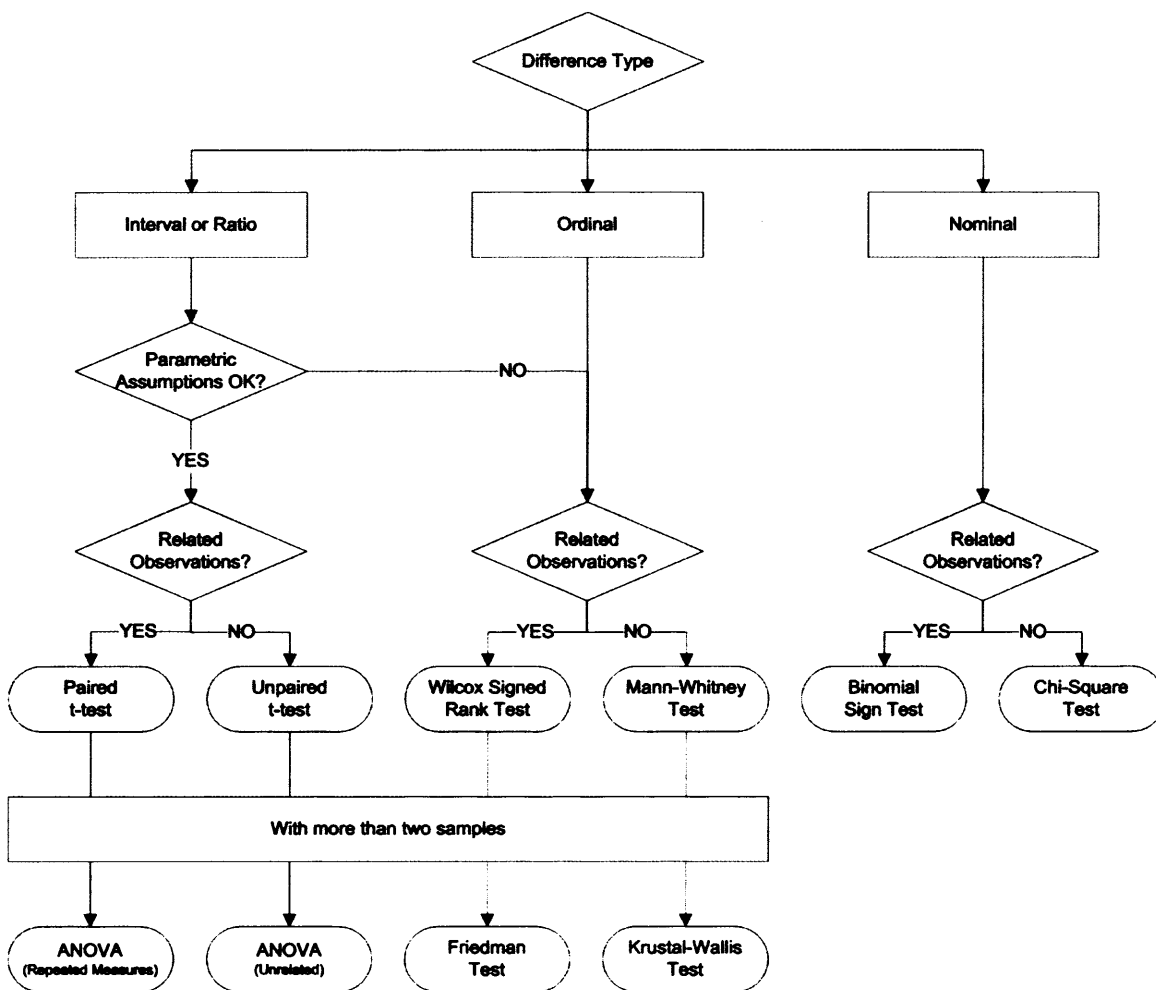 Difference Type
Interval or Ratio
Ordinal
Nominal
Parametric
Assumptions OK?
NO
YES
Related
Observations?
Related
Observations?
Related
Observations?
YES
NO
YES
NO
YES
NO
Paired
t-test
Unpaired
t-test
Wilcox Signed
Rank Test
Mann-Whitney
Test
Binomial
Sign Test
Chi-Square
Test
With more than two samples
ANOVA
(Repeated Measures)
ANOVA
(Unrelated)
Friedman
Test
Krustal-Wallis
Test